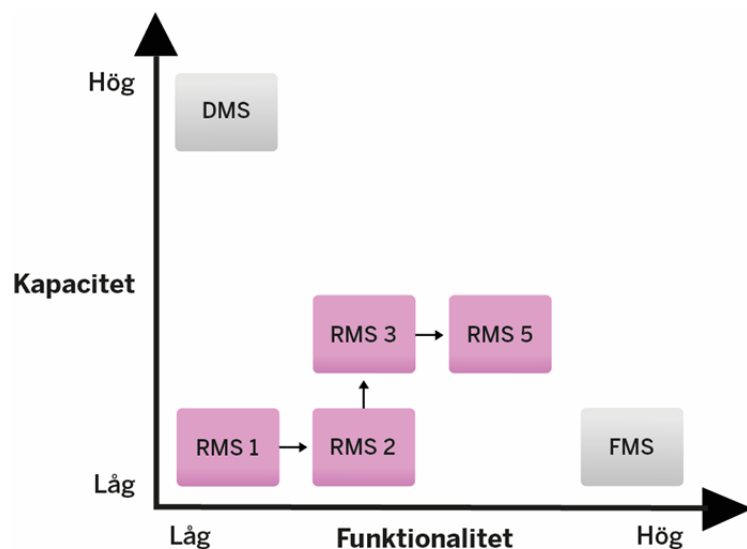 Hög
DMS
Kapacitet
RMS 3
RMS 5
RMS 1
RMS 2
FMS
Låg
Låg
Funktionalitet
Hög